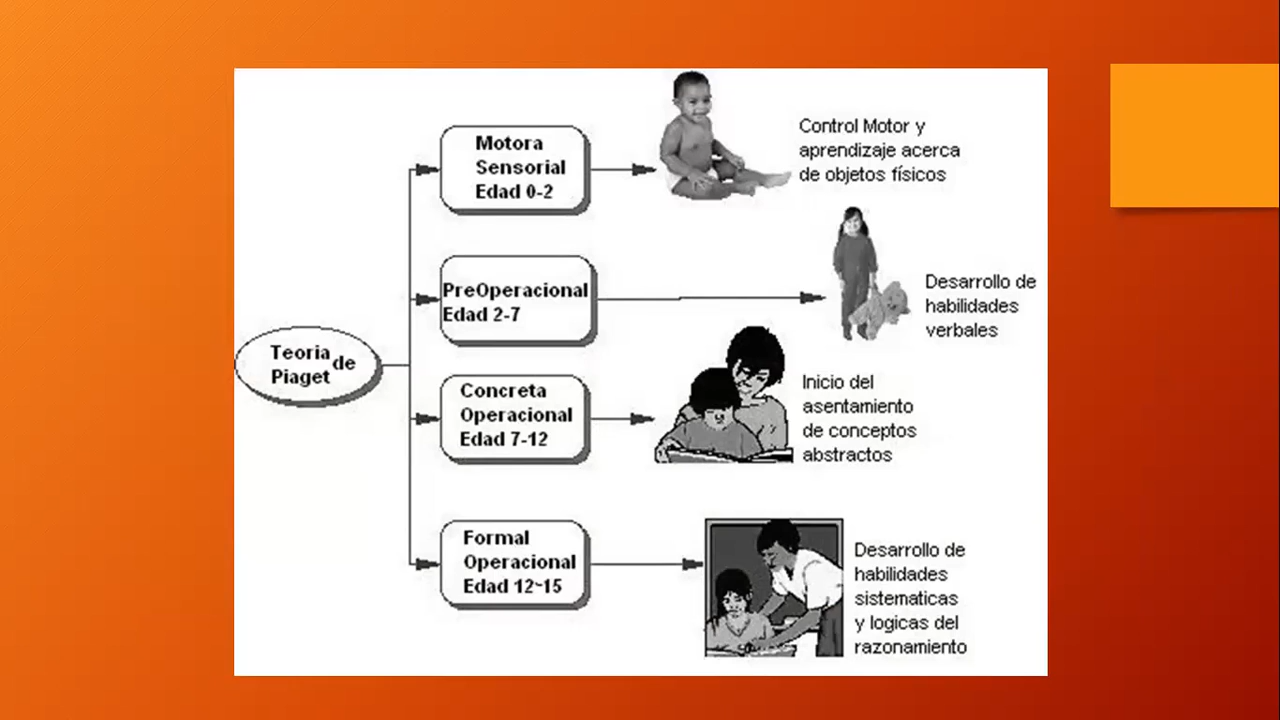 Teoria de
Piaget
Motora
Sensorial
Edad 0-2
Control Motor y
aprendizaje acerca
de objetos físicos
PreOperacional
Edad 2-7
Desarrollo de
habilidades
verbales
Concreta
Operacional
Edad 7-12
Inicio del
asentamiento
de conceptos
abstractos
Formal
Operacional
Edad 12~15
Desarrollo de
habilidades
sistematicas
y logicas del
razonamiento